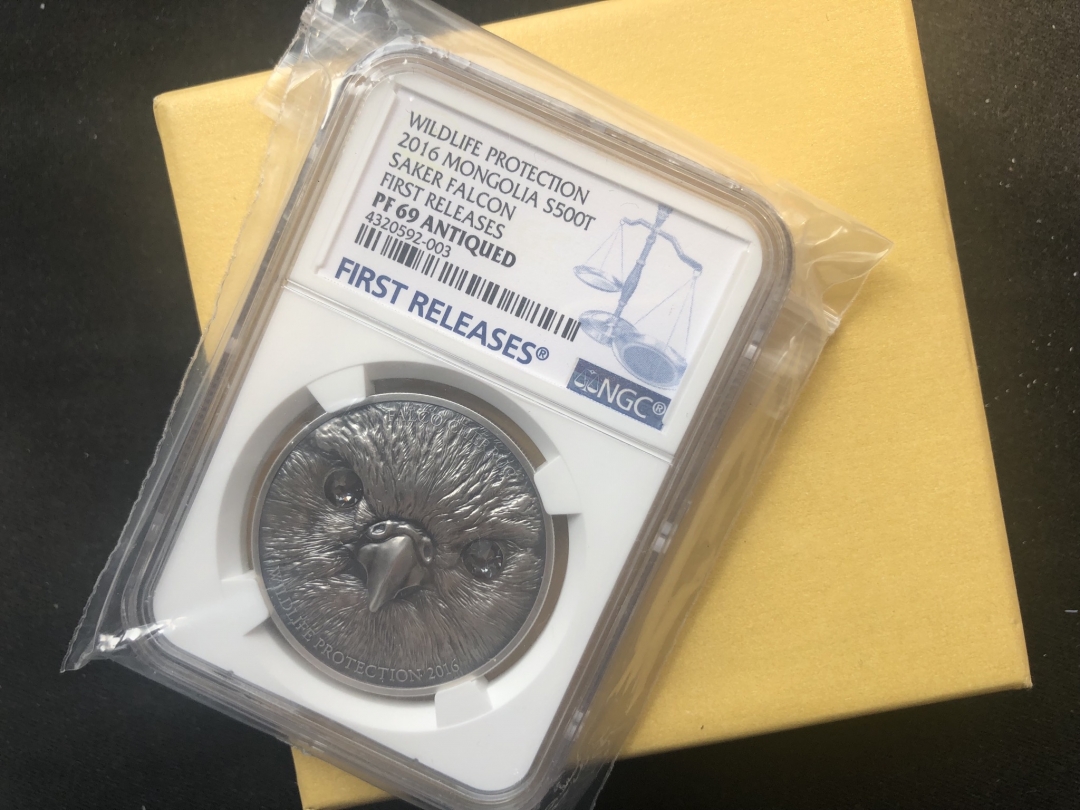 WILDLIFE PROTECTION
2016 MONGOLIA S500T
SAKER FALCON
FIRST RELEASES
PF 69 ANTIQUED
4320592-003
FIRST RELEASES®
NGC®
FALCO
WILDLIFE PROTECTION 2016